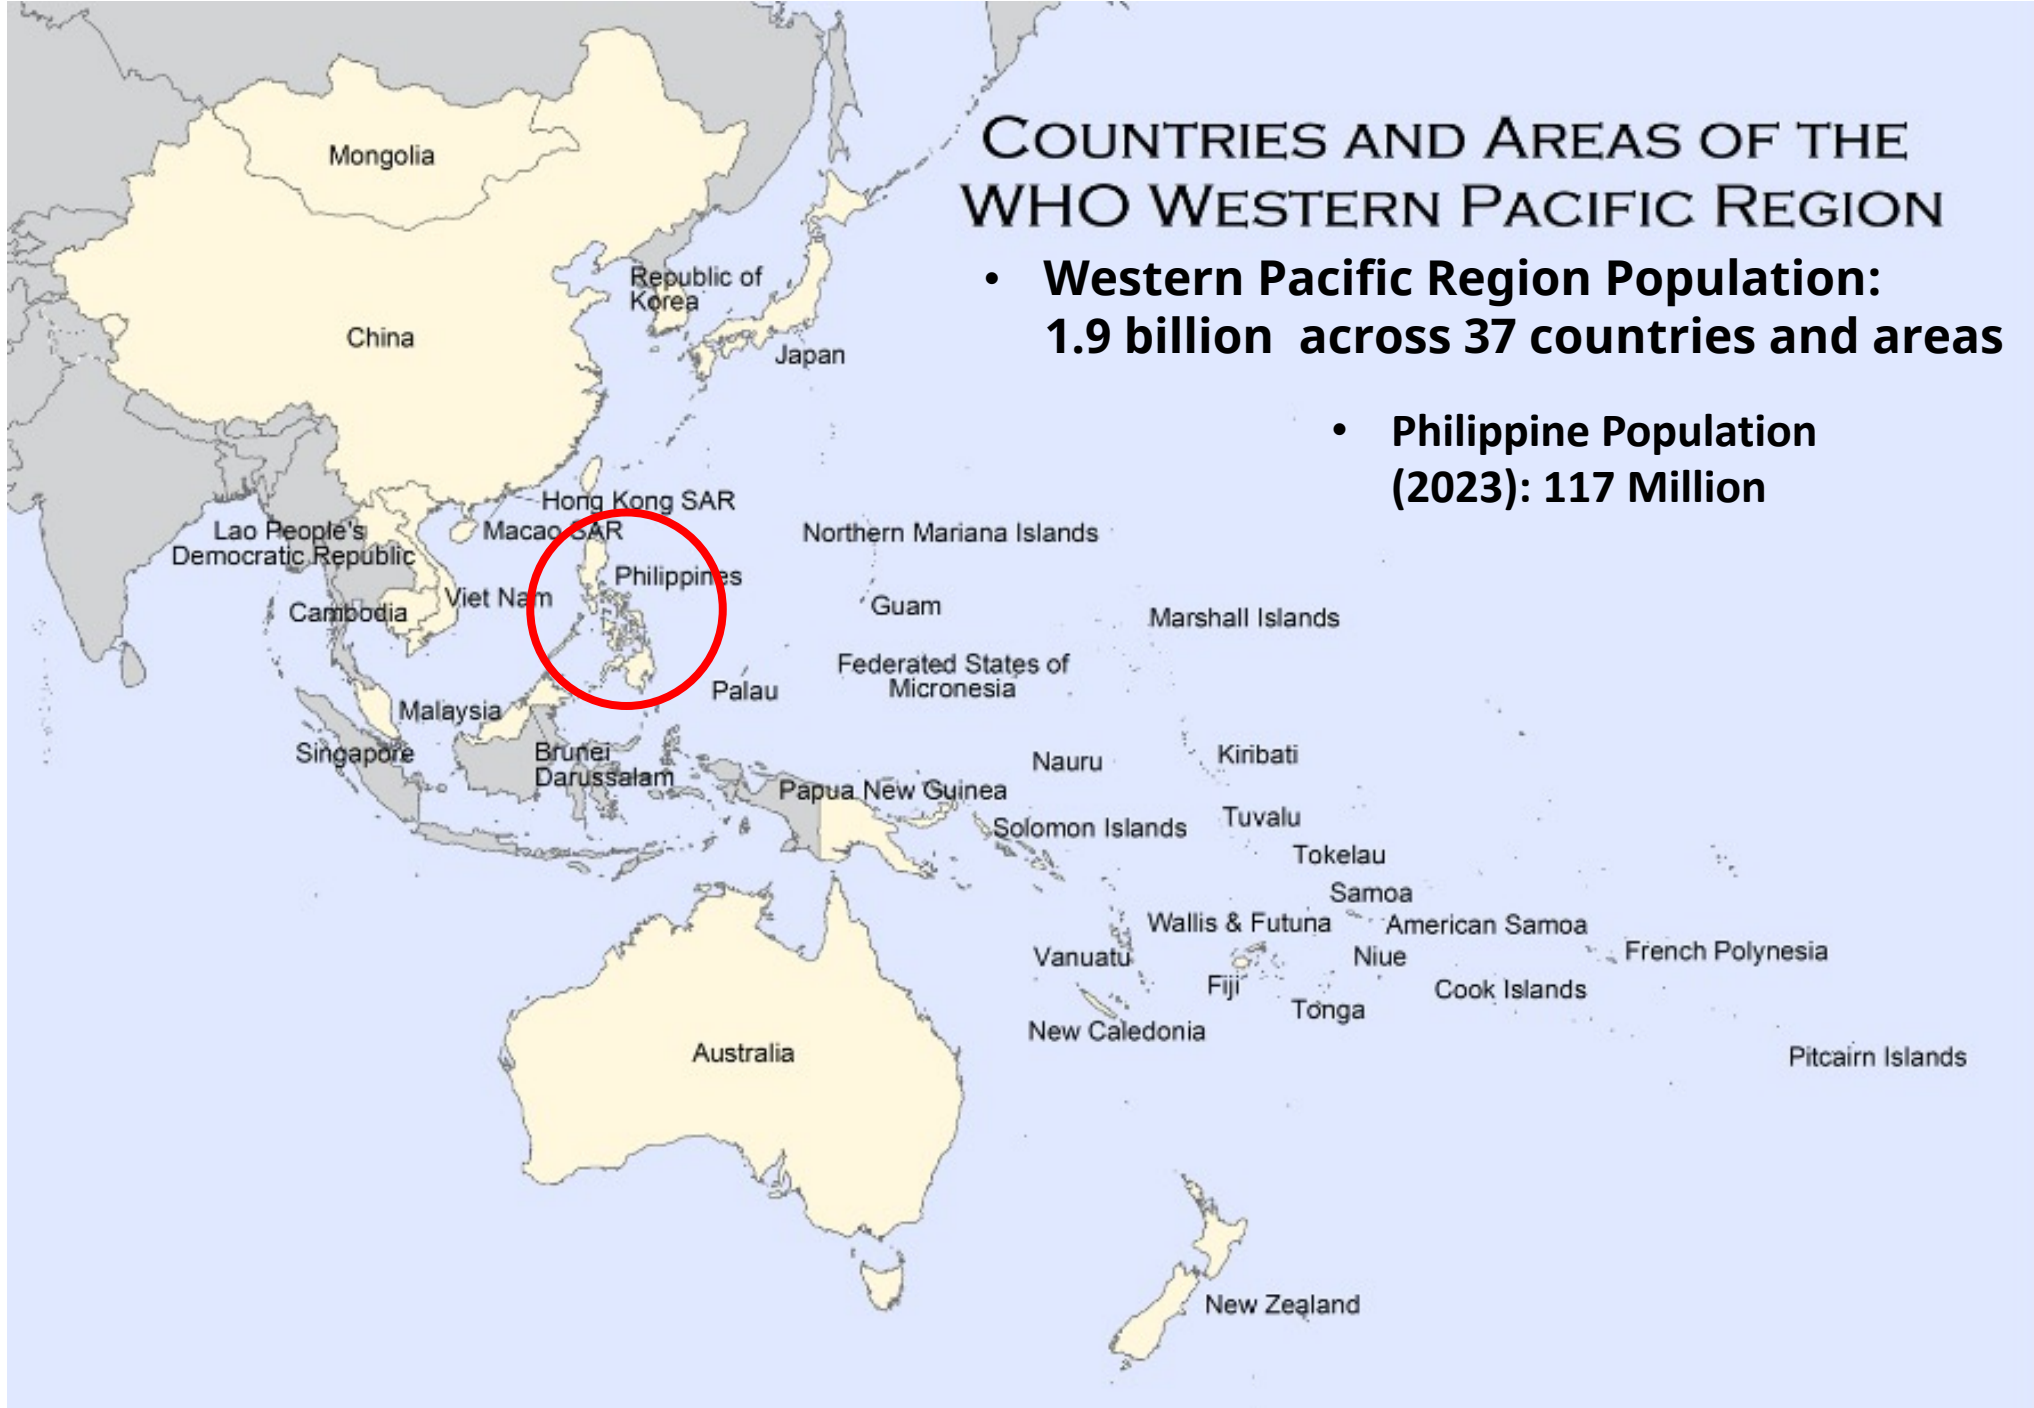 COUNTRIES AND AREAS OF THE
WHO WESTERN PACIFIC REGION
• Western Pacific Region Population:
1.9 billion across 37 countries and areas
• Philippine Population
(2023): 117 Million
Mongolia
Republic of
Korea
China
Japan
Hong Kong SAR
Macao SAR
Lao People's
Democratic Republic
Northern Mariana Islands
Philippines
Viet Nam
Cambodia
Guam
Marshall Islands
Federated States of
Micronesia
Palau
Malaysia
Singapore
Brunei
Darussalam
Nauru
Kiribati
Papua New Guinea
Solomon Islands
Tuvalu
Tokelau
Samoa
Wallis & Futuna
American Samoa
Vanuatu
Niue
French Polynesia
Fiji
Cook Islands
Tonga
New Caledonia
Australia
Pitcairn Islands
New Zealand